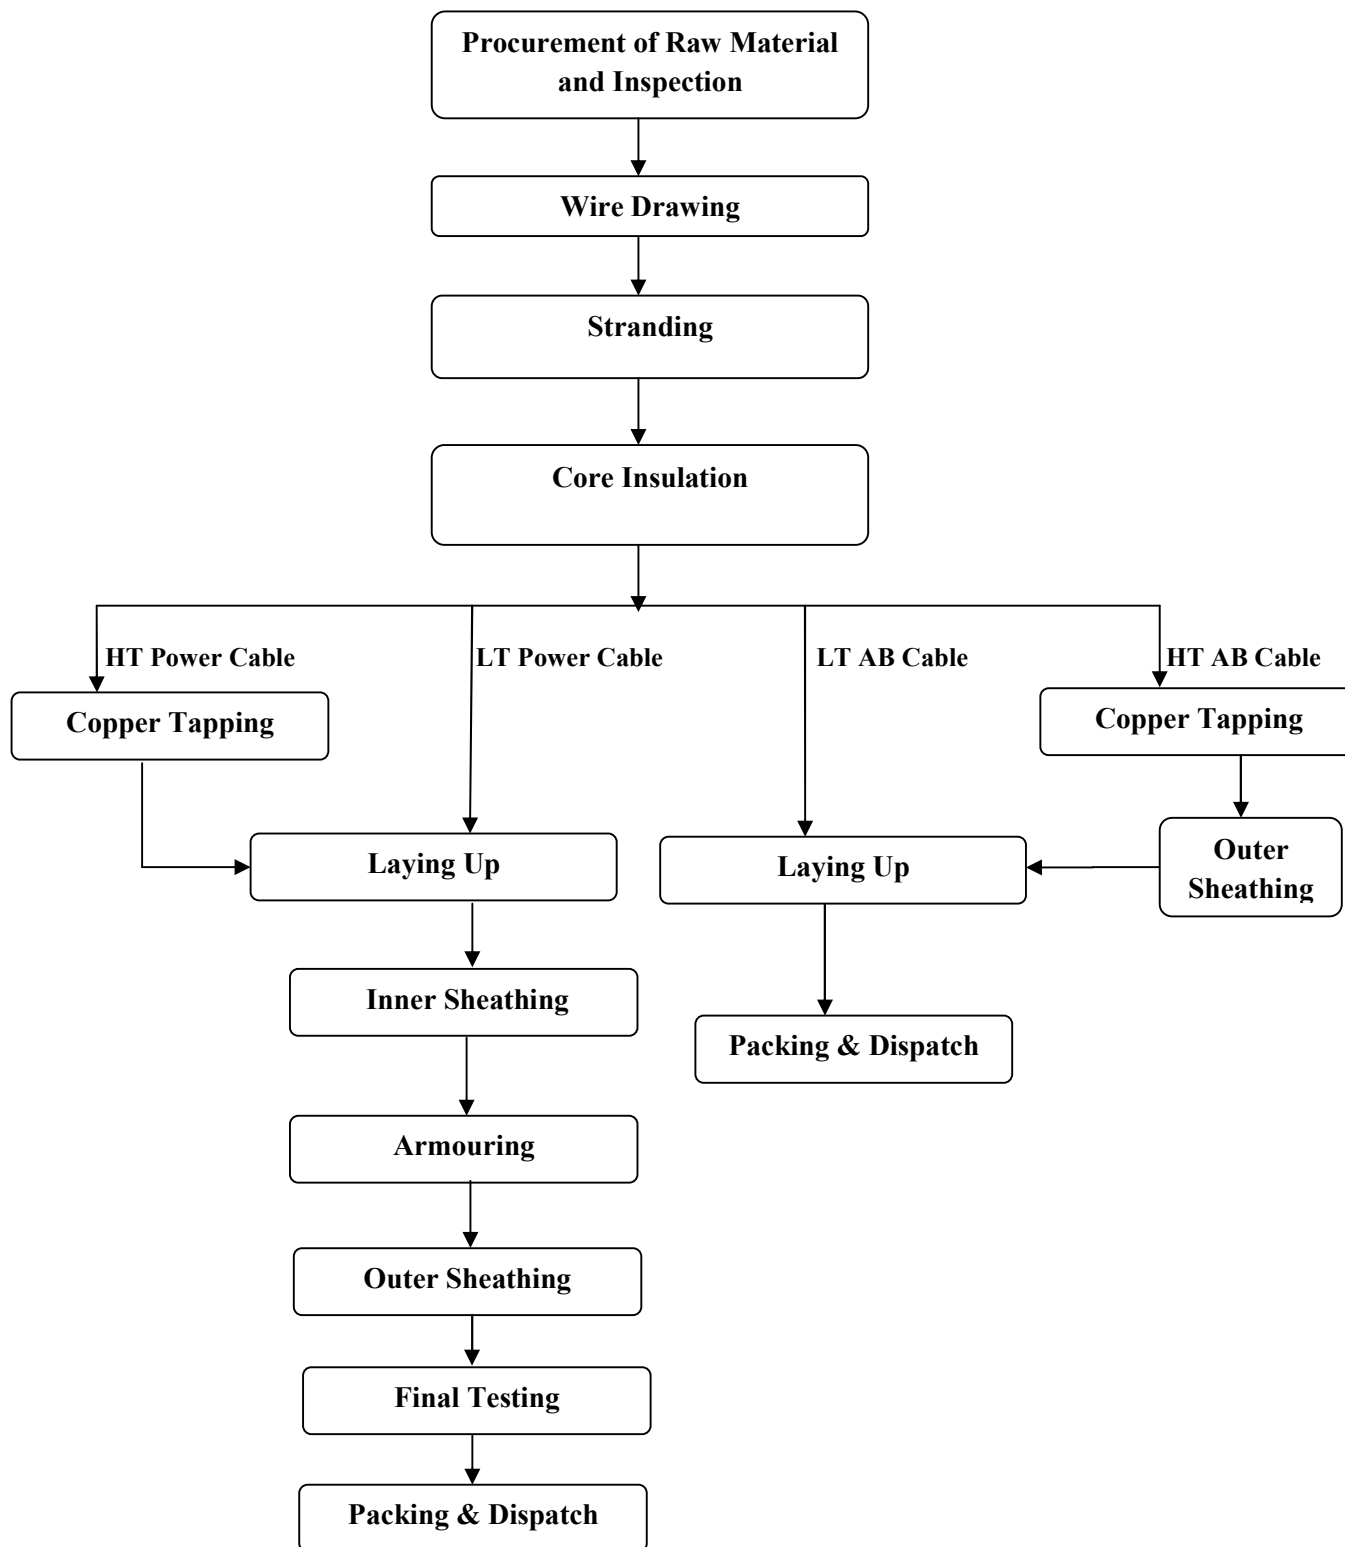 Procurement of Raw Material
and Inspection
Wire Drawing
Stranding
Core Insulation
HT Power Cable
LT Power Cable
LT AB Cable
HT AB Cable
Copper Tapping
Copper Tapping
Laying Up
Laying Up
Outer
Sheathing
Inner Sheathing
Packing & Dispatch
Armouring
Outer Sheathing
Final Testing
Packing & Dispatch